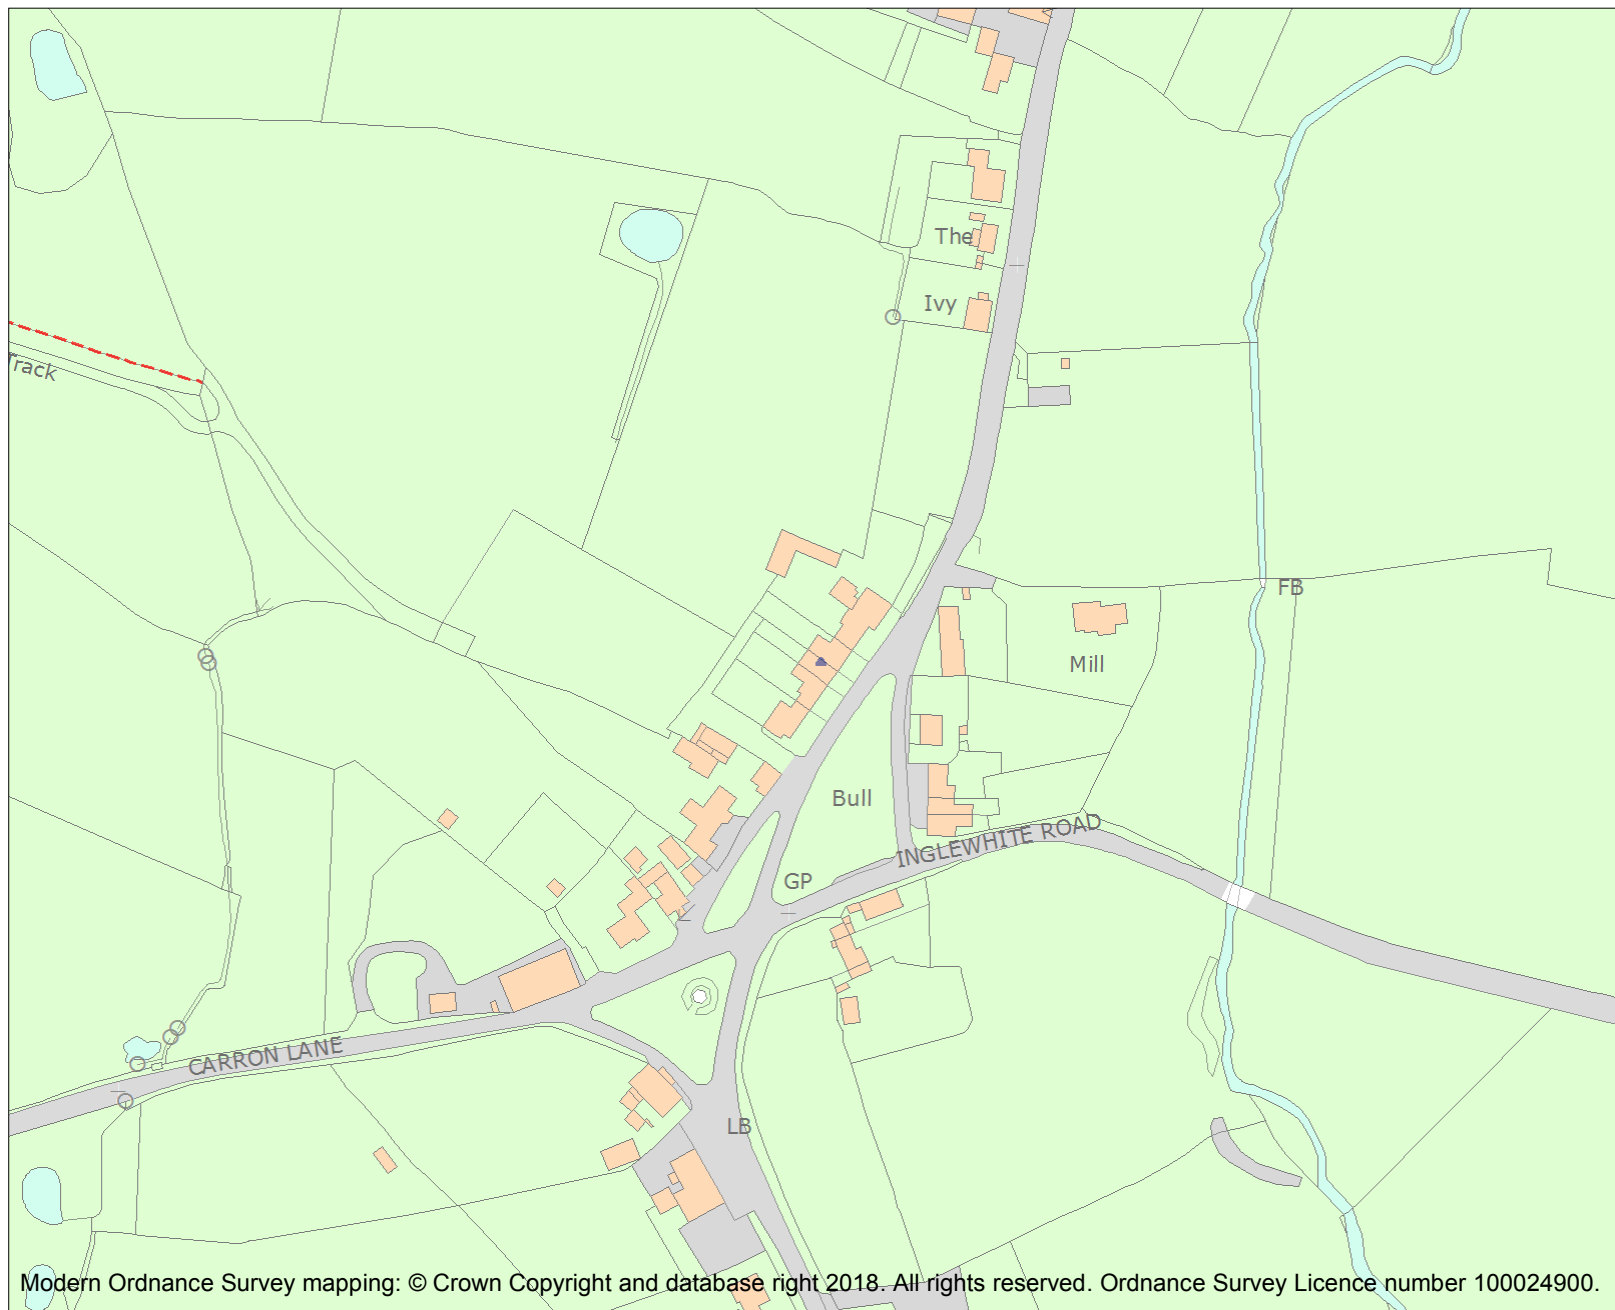 The
Ivy
Track
FB
Mill
Bull
INGLEWHITE ROAD
GP
CARRON LANE
LB
Modern Ordnance Survey mapping: © Crown Copyright and database right 2018. All rights reserved. Ordnance Survey Licence number 100024900.